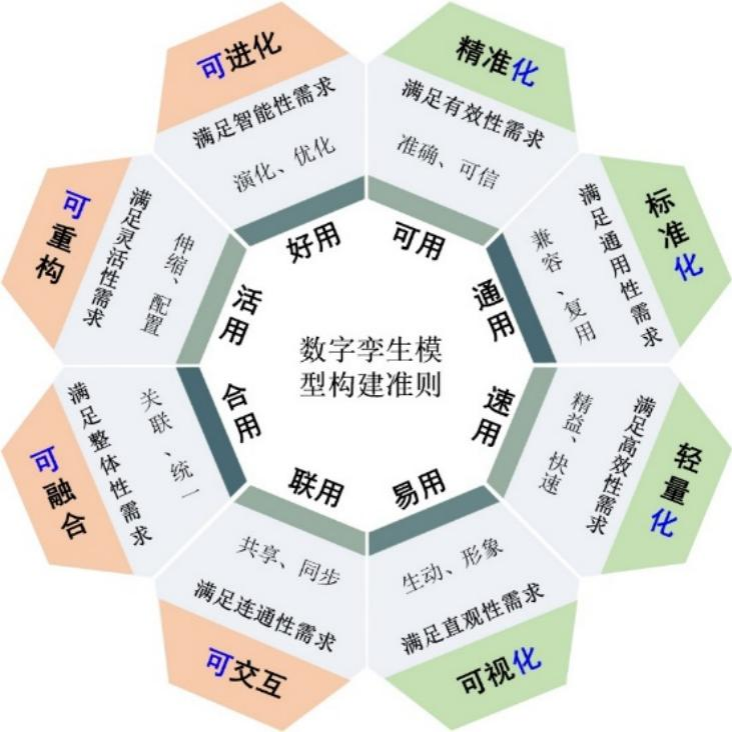 数字孪生模
型构建准则
精准化
满足有效性需求
准确、可信
可用
标准化
满足通用性需求
兼容、复用
通用
轻量化
满足高效性需求
精益、快速
速用
可视化
满足直观性需求
生动、形象
易用
可交互
满足连通性需求
共享、同步
联用
可融合
满足整体性需求
关联、统一
合用
可重构
满足灵活性需求
伸缩、配置
活用
可进化
满足智能性需求
演化、优化
好用